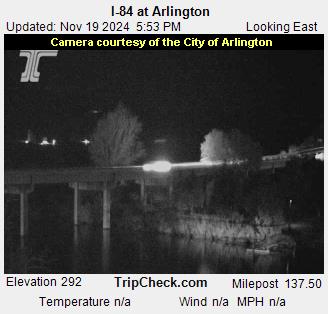 I-84 at Arlington
Updated: Nov 19 2024 5:53 PM Looking East
Camera courtesy of the City of Arlington
Elevation 292 TripCheck.com Milepost 137.50
Temperature n/a Wind n/a MPH n/a